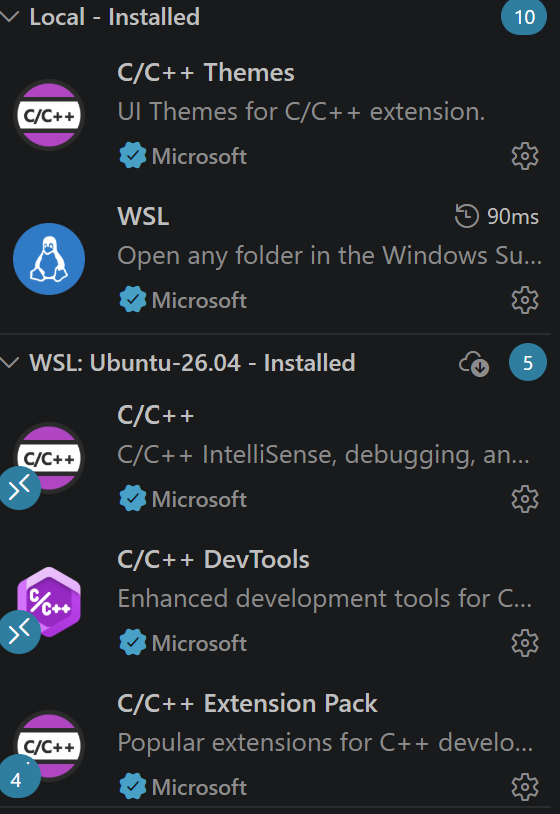 Local - Installed
10
C/C++ Themes
UI Themes for C/C++ extension.
C/C++
Microsoft
WSL
90ms
Open any folder in the Windows Su...
Microsoft
WSL: Ubuntu-26.04 - Installed
5
C/C++
C/C++ IntelliSense, debugging, an...
C/C++
Microsoft
C/C++ DevTools
Enhanced development tools for C...
C/C++
Microsoft
C/C++ Extension Pack
Popular extensions for C++ develo...
C/C++
4
Microsoft